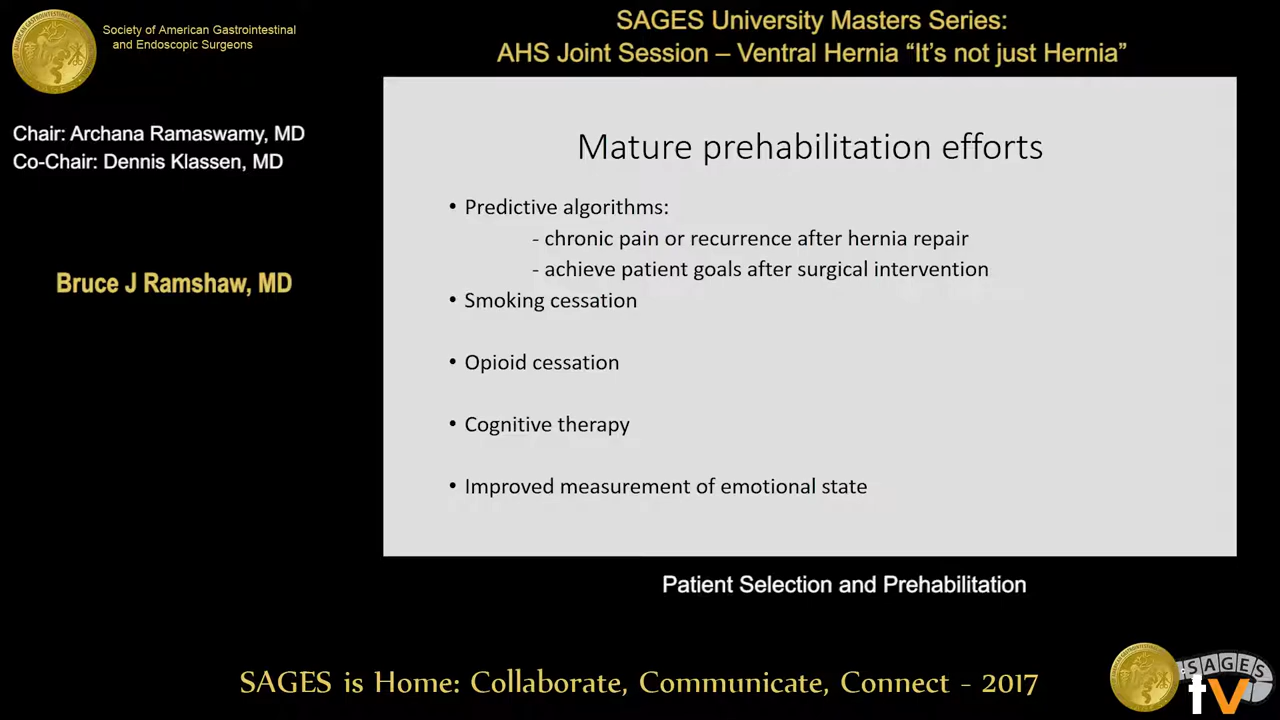 Society of American Gastrointestinal
and Endoscopic Surgeons
SAGES University Masters Series:
AHS Joint Session – Ventral Hernia “It’s not just Hernia”
Chair: Archana Ramaswamy, MD
Co-Chair: Dennis Klassen, MD
Bruce J Ramshaw, MD
Mature prehabilitation efforts
• Predictive algorithms:
- chronic pain or recurrence after hernia repair
- achieve patient goals after surgical intervention
• Smoking cessation
• Opioid cessation
• Cognitive therapy
• Improved measurement of emotional state
Patient Selection and Prehabilitation
SAGES is Home: Collaborate, Communicate, Connect - 2017
SAGES
tv